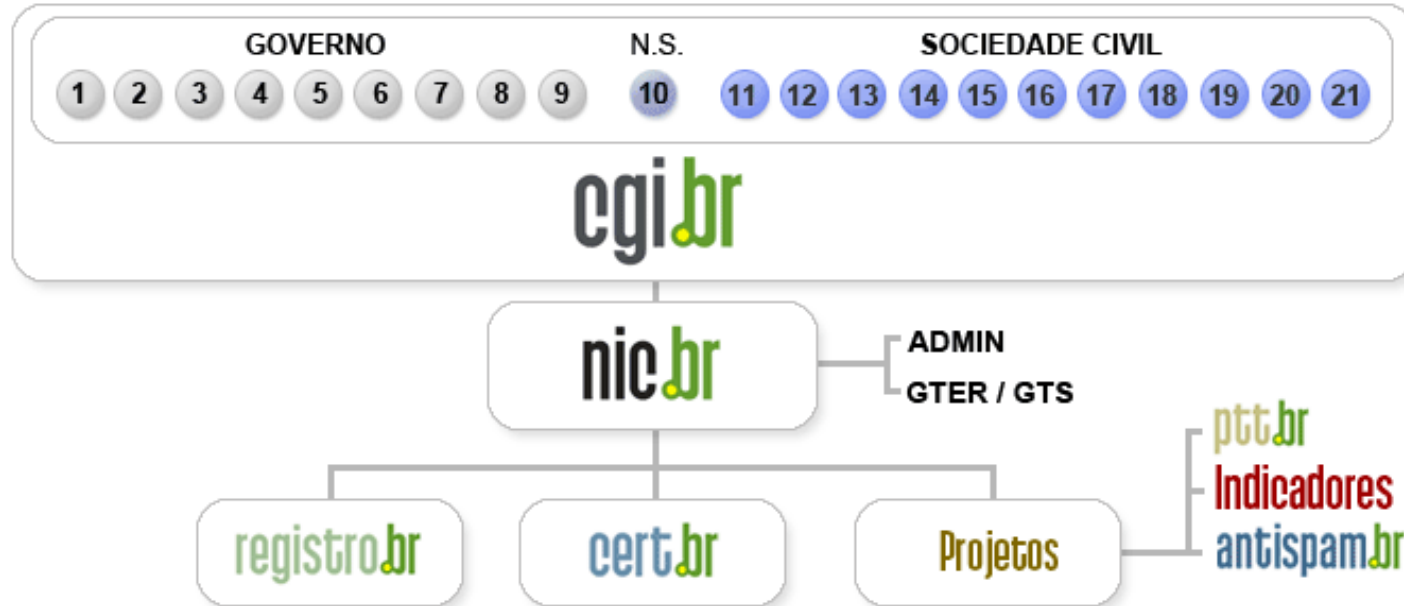 GOVERNO N.S. SOCIEDADE CIVIL
1 2 3 4 5 6 7 8 9 10 11 12 13 14 15 16 17 18 19 20 21
cgi.br
nic.br
ADMIN
GTER / GTS
ptt.br
Indicadores
antispam.br
registro.br
cert.br
Projetos